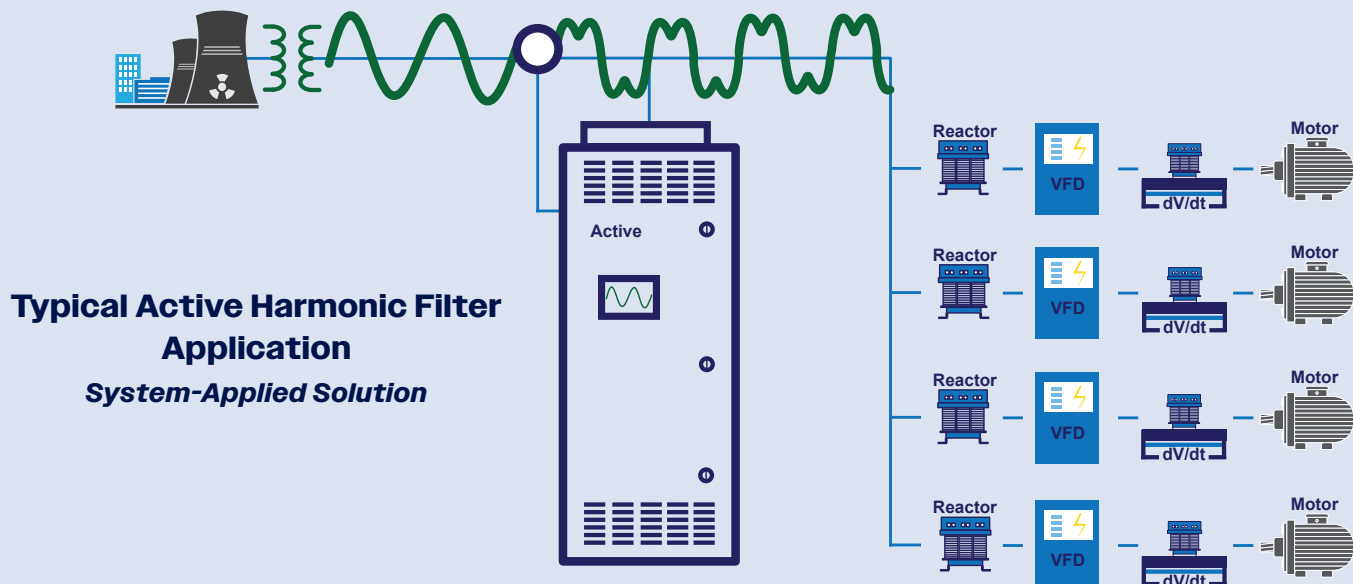 Reactor
Motor
VFD
dV/dt
Active
Reactor
Motor
VFD
dV/dt
Typical Active Harmonic Filter
Application
System-Applied Solution
Reactor
Motor
VFD
dV/dt
Reactor
Motor
VFD
dV/dt